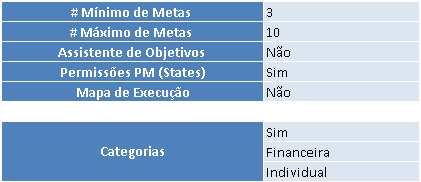 # Mínimo de Metas 3
# Máximo de Metas 10
Assistente de Objetivos Não
Permissões PM (States) Sim
Mapa de Execução Não
Sim
Categorias Financeira
Individual